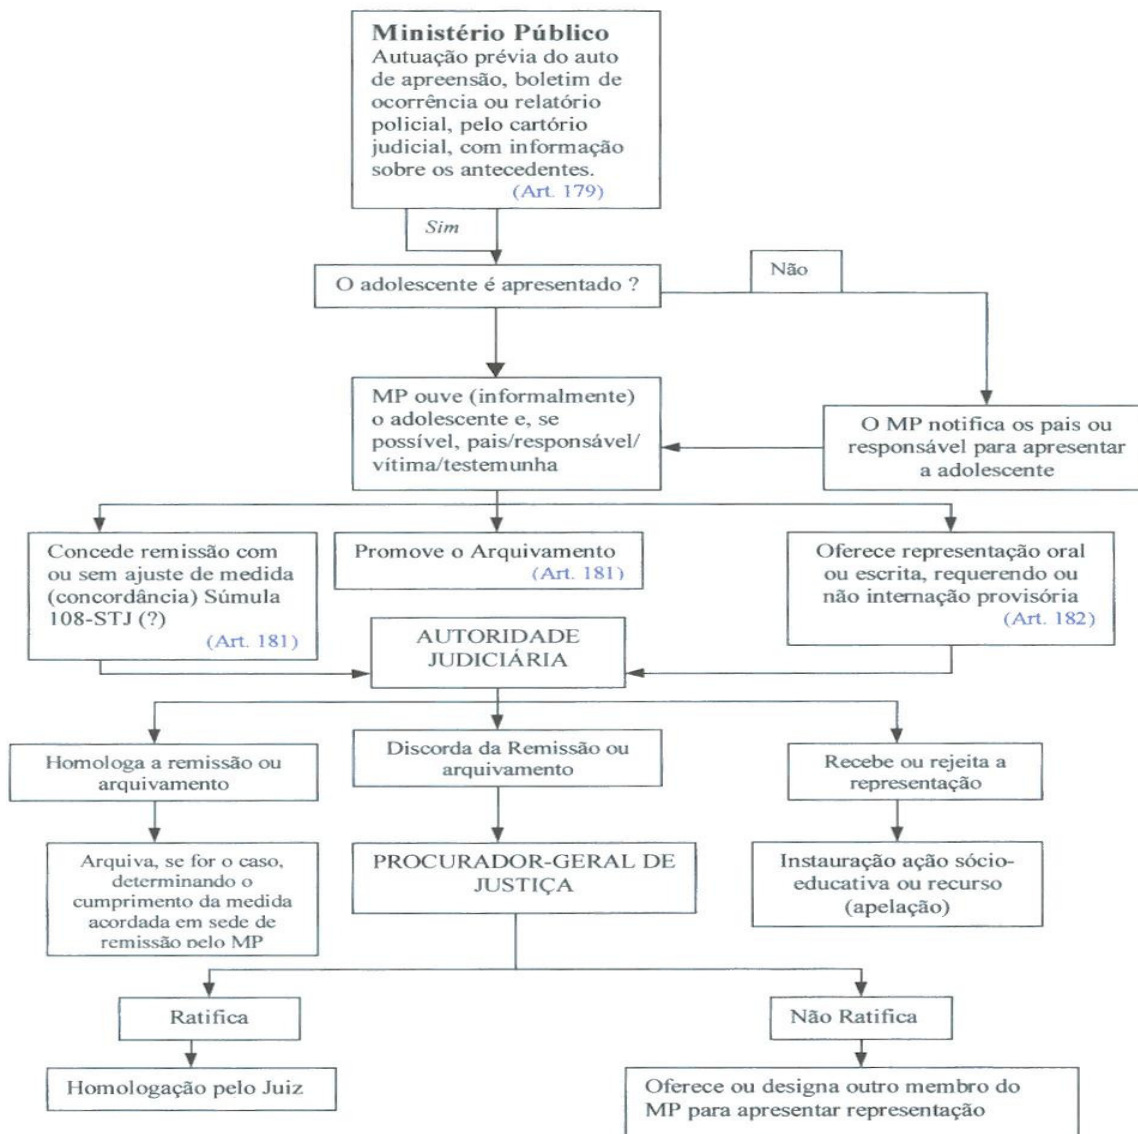 Ministério Público
Autuação prévia do auto
de apreensão, boletim de
ocorrência ou relatório
policial, pelo cartório
judicial, com informação
sobre os antecedentes.
(Art. 179)
Sim
Não
O adolescente é apresentado ?
MP ouve (informalmente)
o adolescente e, se
possível, pais/responsável/
vítima/testemunha
O MP notifica os pais ou
responsável para apresentar
a adolescente
Concede remissão com
ou sem ajuste de medida
(concordância) Súmula
108-STJ (?)
(Art. 181)
Promove o Arquivamento
(Art. 181)
Oferece representação oral
ou escrita, requerendo ou
não internação provisória
(Art. 182)
AUTORIDADE
JUDICIÁRIA
Homologa a remissão ou
arquivamento
Discorda da Remissão ou
arquivamento
Recebe ou rejeita a
representação
Arquiva, se for o caso,
determinando o
cumprimento da medida
acordada em sede de
remissão pelo MP
PROCURADOR-GERAL DE
JUSTIÇA
Instauração ação sócio-
educativa ou recurso
(apelação)
Ratifica
Não Ratifica
Homologação pelo Juiz
Oferece ou designa outro membro do
MP para apresentar representação